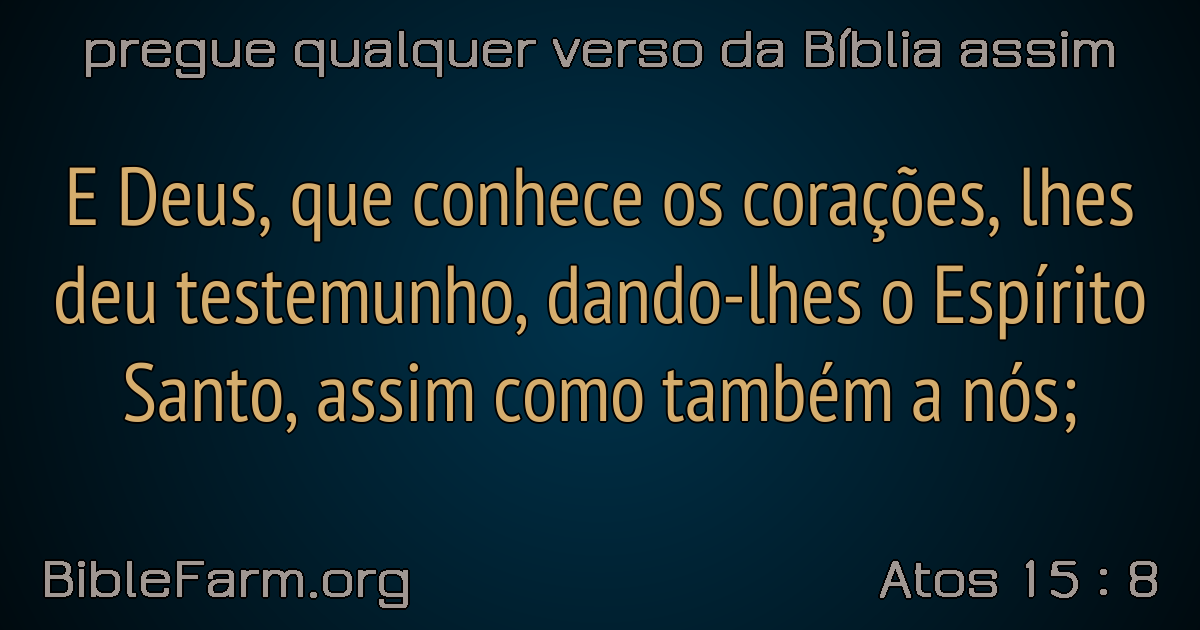 pregue qualquer verso da Bíblia assim
E Deus, que conhece os corações, lhes
deu testemunho, dando-lhes o Espírito
Santo, assim como também a nós;
BibleFarm.org
Atos 15 : 8